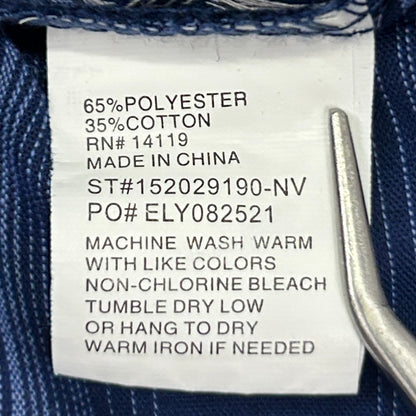 65%POLYESTER
35%COTTON
RN# 14119
MADE IN CHINA
ST#152029190-NV
PO# ELY082521
MACHINE WASH WARM
WITH LIKE COLORS
NON-CHLORINE BLEACH
TUMBLE DRY LOW
OR HANG TO DRY
WARM IRON IF NEEDED